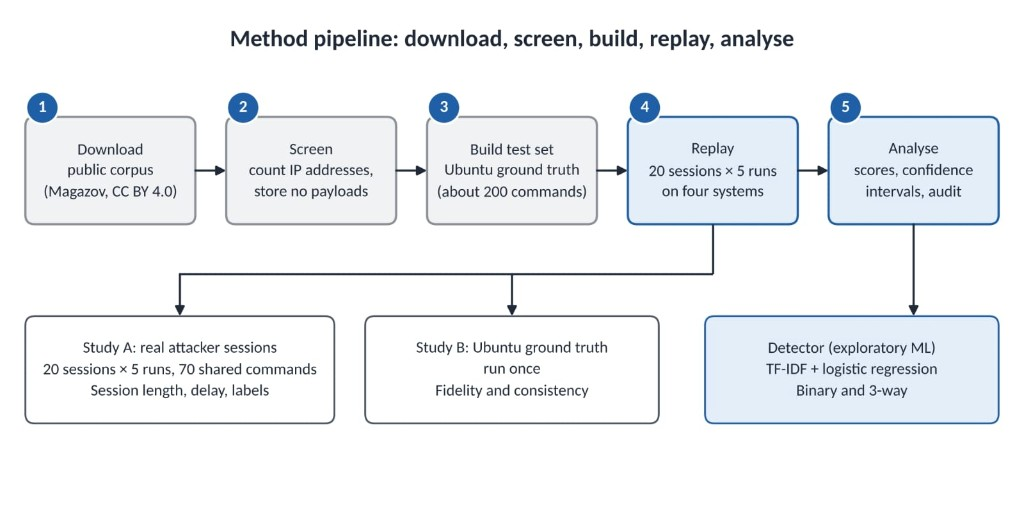 Method pipeline: download, screen, build, replay, analyse
1
Download
public corpus
(Magazov, CC BY 4.0)
2
Screen
count IP addresses,
store no payloads
3
Build test set
Ubuntu ground truth
(about 200 commands)
4
Replay
20 sessions × 5 runs
on four systems
5
Analyse
scores, confidence
intervals, audit
Study A: real attacker sessions
20 sessions × 5 runs, 70 shared commands
Session length, delay, labels
Study B: Ubuntu ground truth
run once
Fidelity and consistency
Detector (exploratory ML)
TF-IDF + logistic regression
Binary and 3-way